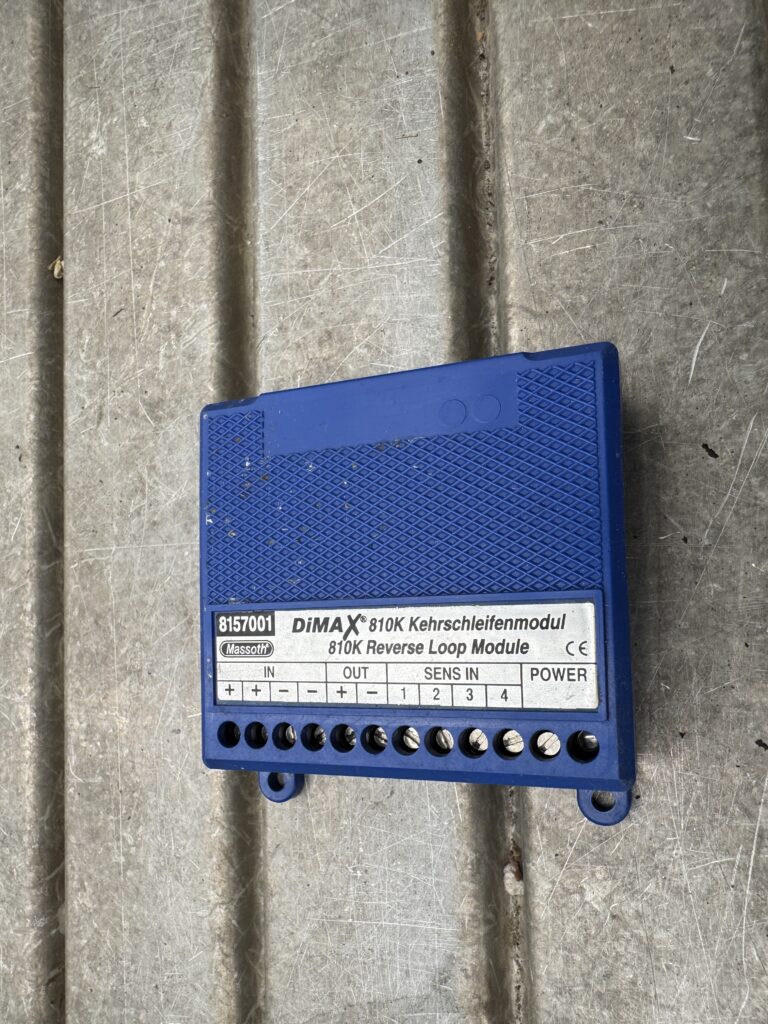 8157001 DiMAX® 810K Kehrschleifenmodul
Massoth® 810K Reverse Loop Module CE
IN OUT SENS IN POWER
+ + − − + − 1 2 3 4